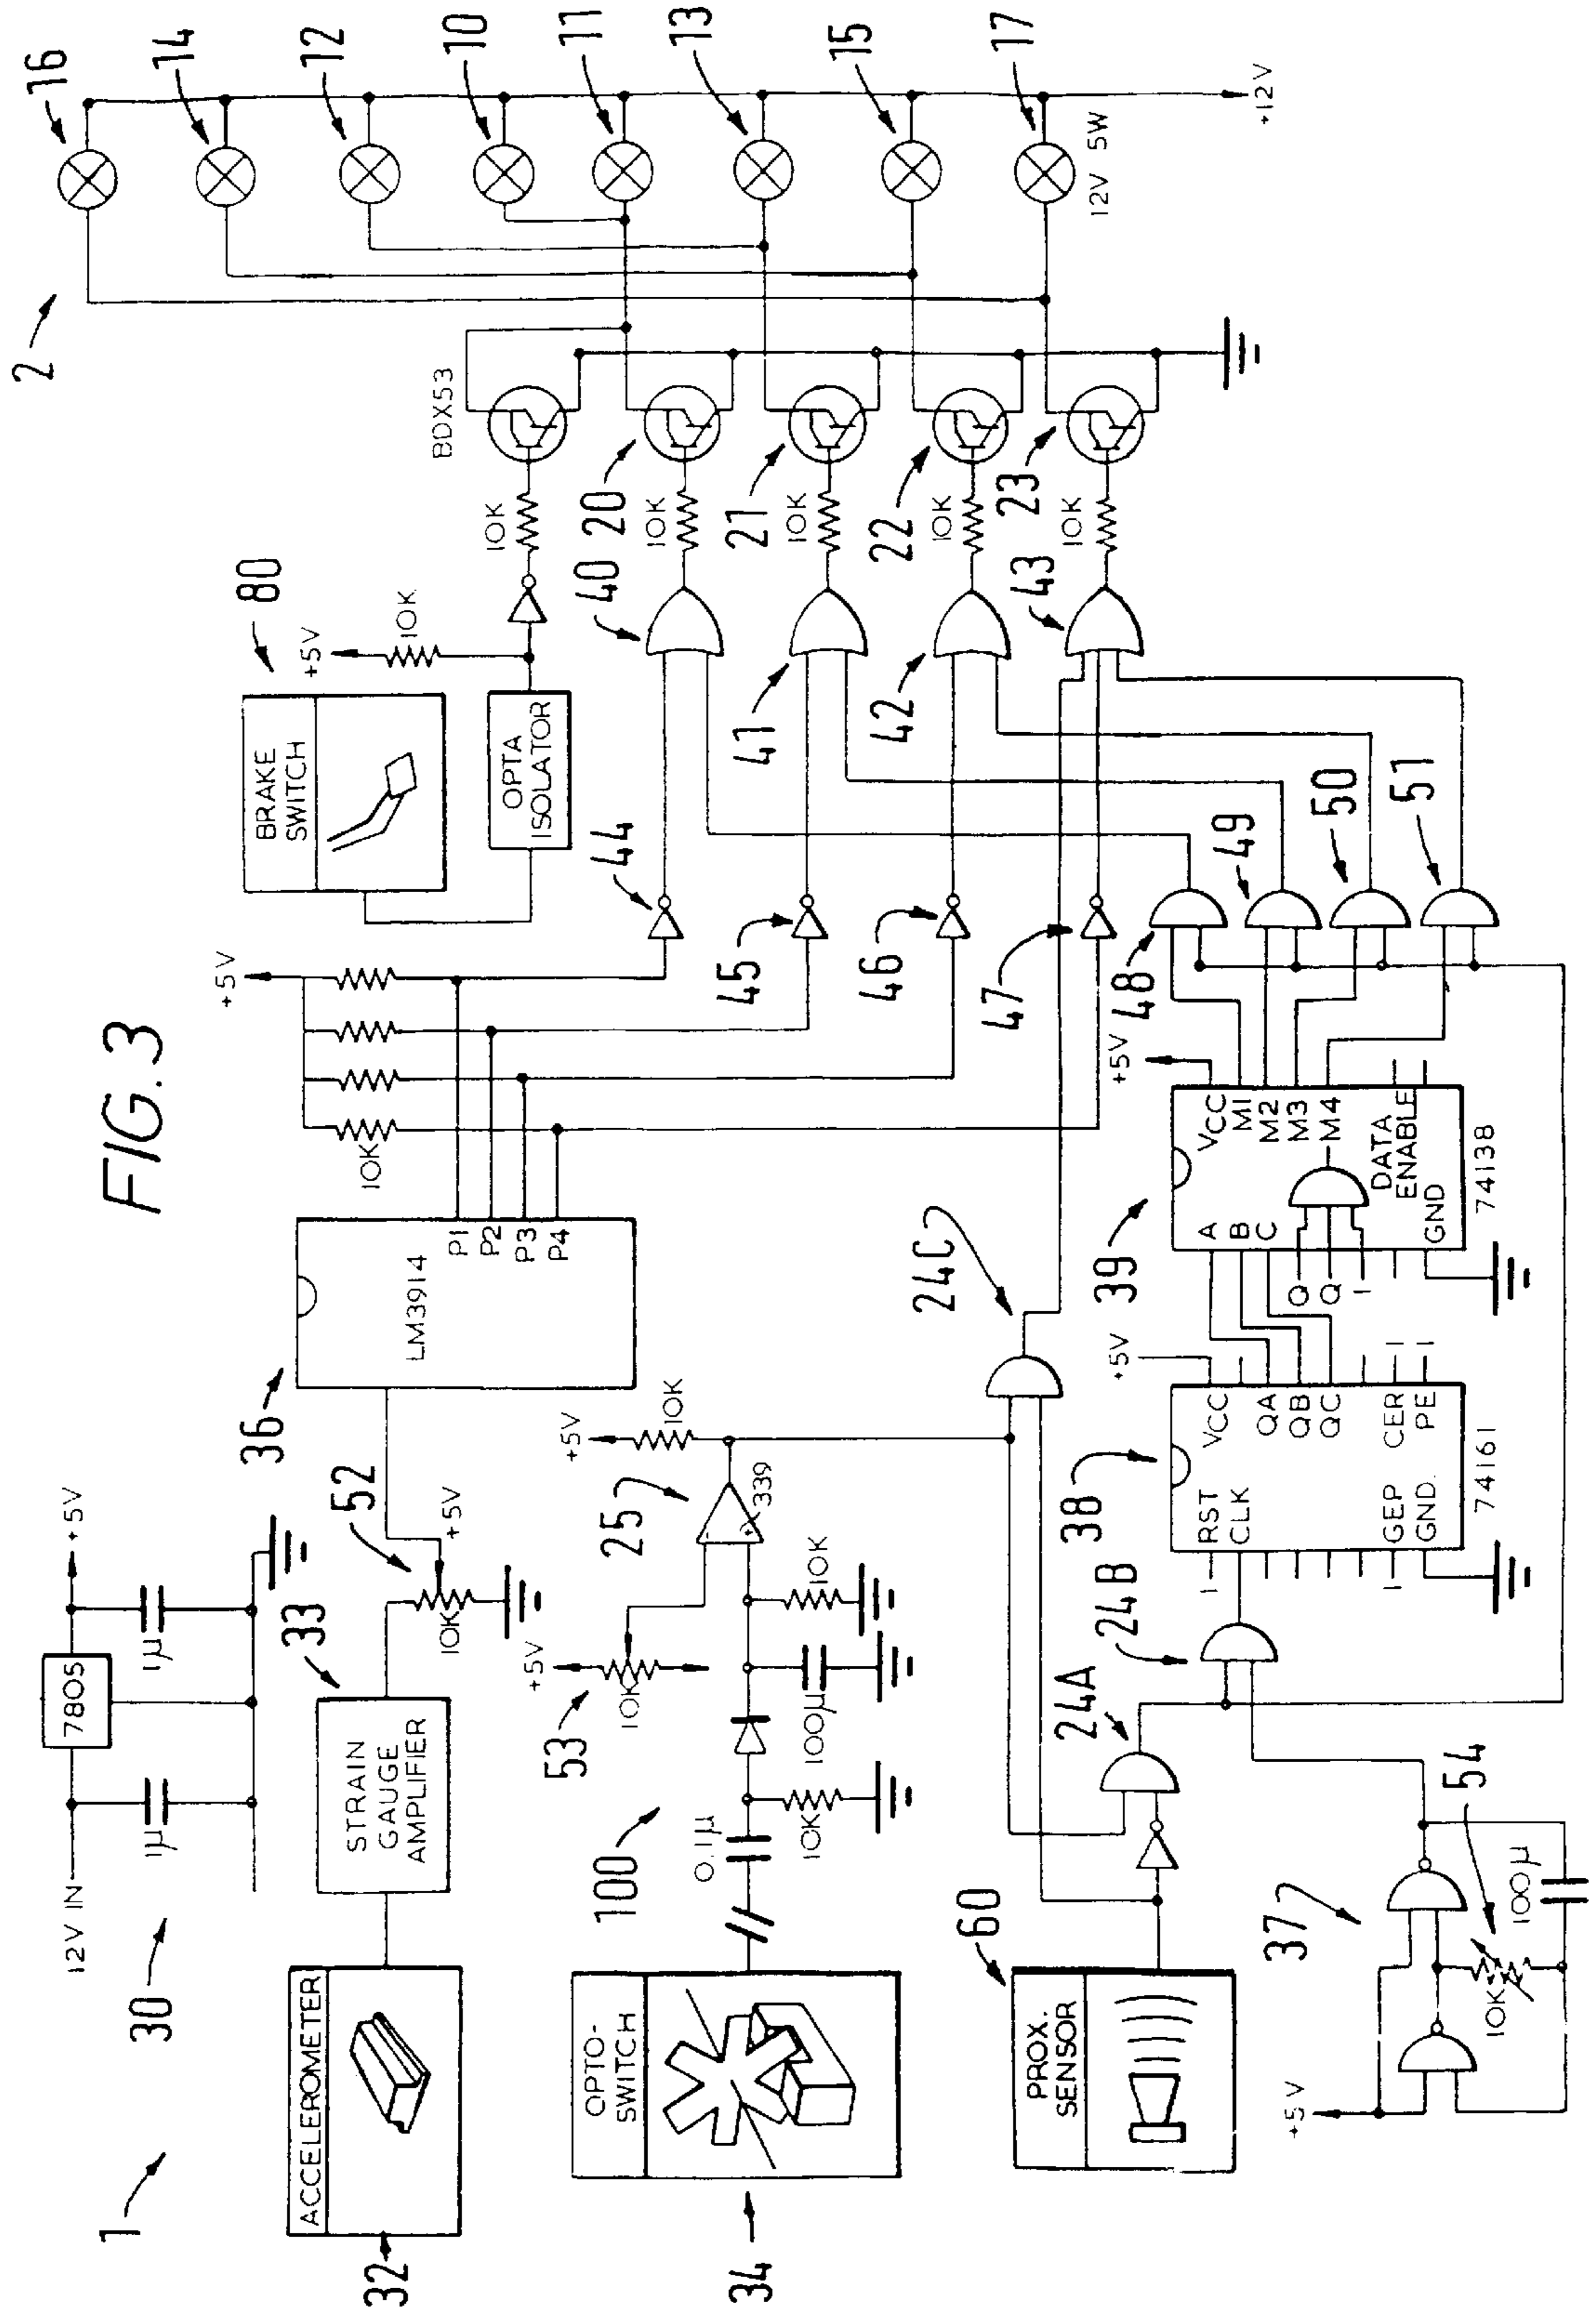 FIG. 3
1
30
12V IN
7805
+5V
1µ
1µ
ACCELEROMETER
32
STRAIN
GAUGE
AMPLIFIER
33
10K
52
+5V
36
LM3914
P1
P2
P3
P4
10K
+5V
BRAKE
SWITCH
80
OPTA
ISOLATOR
+5V
10K
10K
BDX53
2
16
14
12
10
11
13
15
17
12V 5W
+12V
OPTO-
SWITCH
34
100
0.1µ
10K
100µ
10K
53
10K
+5V
25
339
+5V
10K
44
45
46
47
40
41
42
43
10K
10K
10K
10K
20
21
22
23
PROX.
SENSOR
60
24A
24B
24C
37
+5V
10K
54
100µ
38
1
RST
CLK
1
GEP
GND.
VCC
QA
QB
QC
CER
1
PE
1
74161
+5V
39
A
B
C
Q
Q
1
GND
VCC
M1
M2
M3
M4
DATA
ENABLE
74138
+5V
48
49
50
51